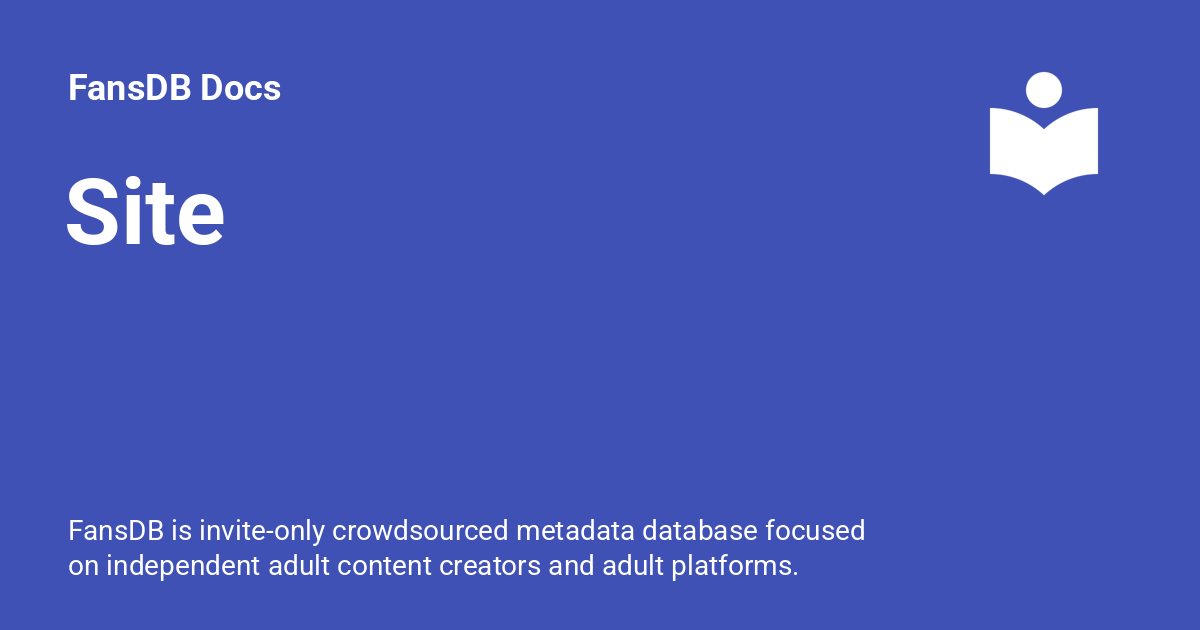 FansDB Docs
Site
FansDB is invite-only crowdsourced metadata database focused
on independent adult content creators and adult platforms.